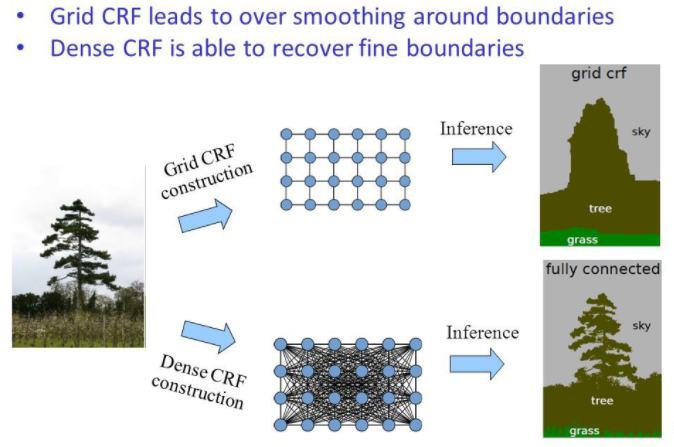 • Grid CRF leads to over smoothing around boundaries
• Dense CRF is able to recover fine boundaries
grid crf
sky
tree
grass
Grid CRF
construction
Inference
fully connected
sky
tree
grass
Dense CRF
construction
Inference